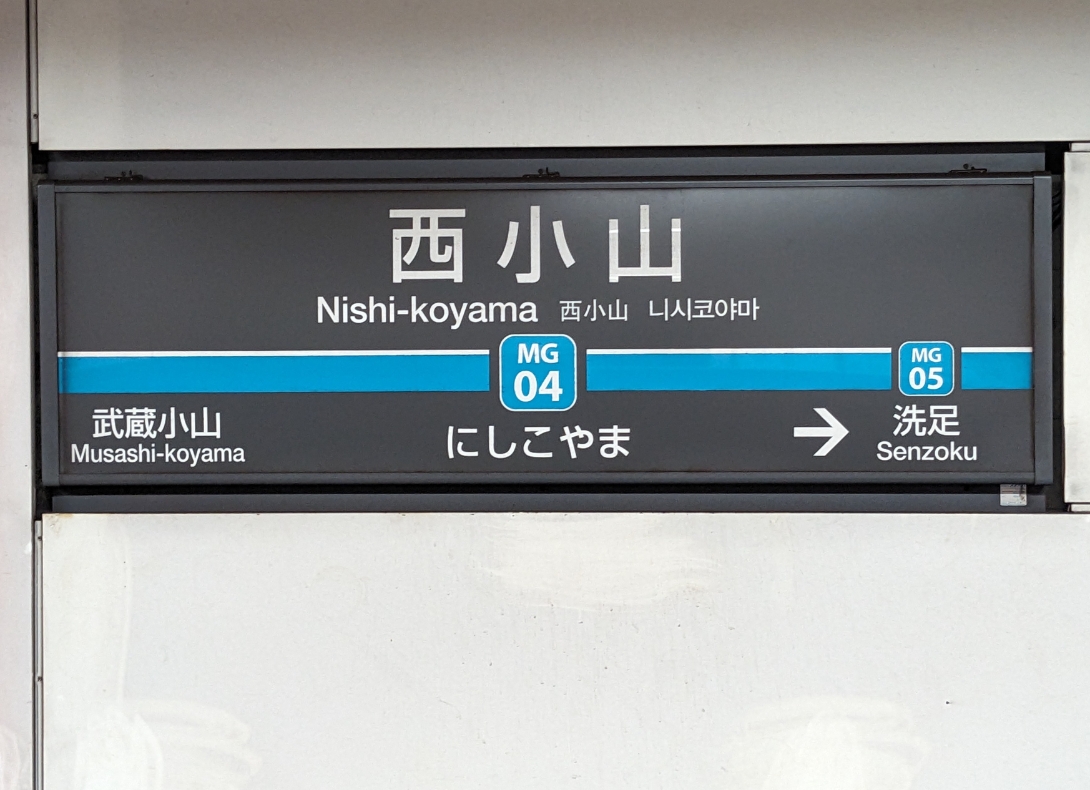 西小山
Nishi-koyama 西小山 니시코야마
MG
04
MG
05
武蔵小山
Musashi-koyama
にしこやま
→
洗足
Senzoku